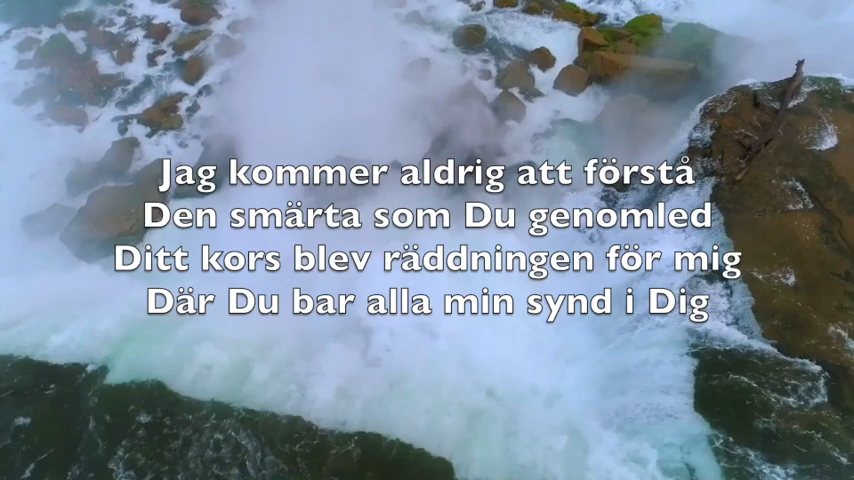 Jag kommer aldrig att förstå
Den smärta som Du genomled
Ditt kors blev räddningen för mig
Där Du bar alla min synd i Dig